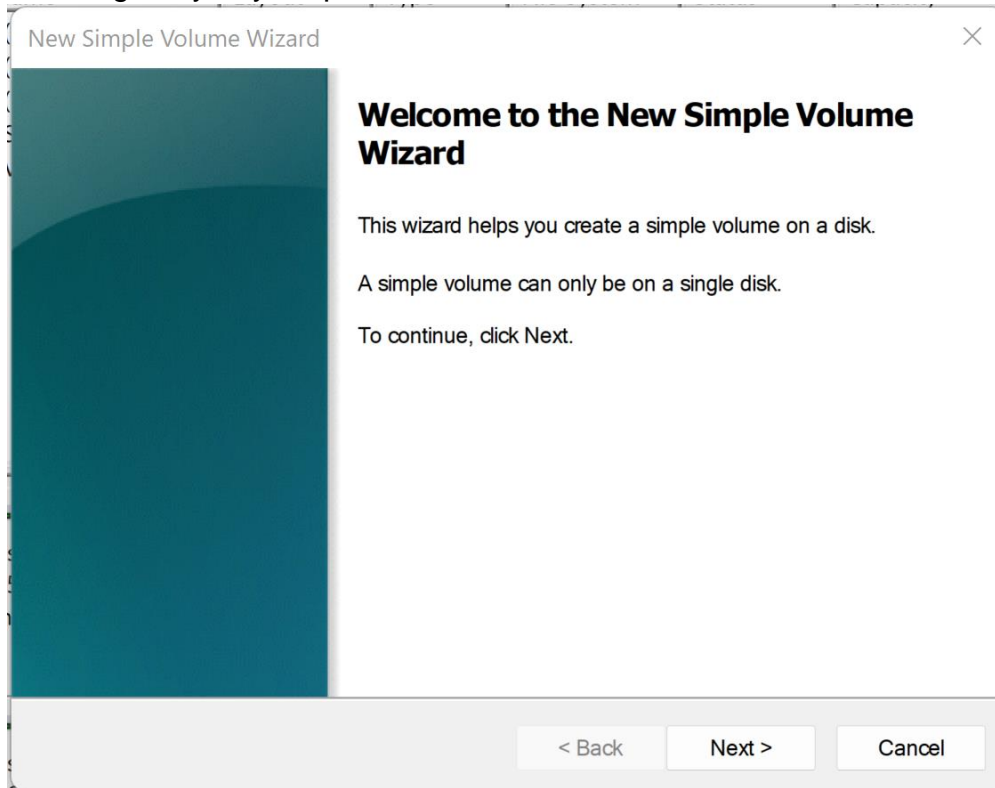 New Simple Volume Wizard
Welcome to the New Simple Volume
Wizard
This wizard helps you create a simple volume on a disk.
A simple volume can only be on a single disk.
To continue, click Next.
< Back Next > Cancel